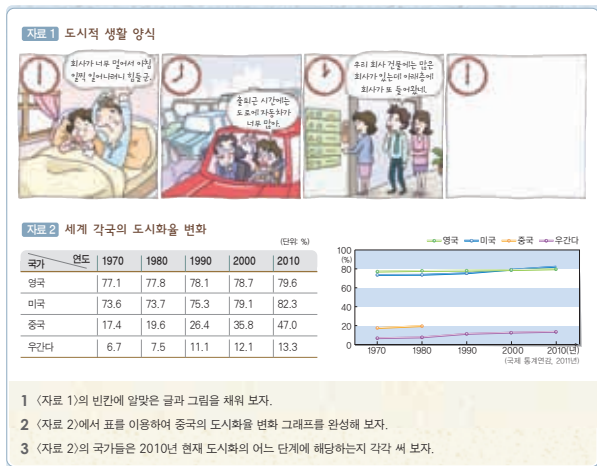 자료 1 도시적 생활 양식
회사가 너무 멀어서 아침
일찍 일어나려니 힘들군.
출퇴근 시간에는
도로에 자동차가
너무 많아.
우리 회사 건물에는 많은
회사가 있는데 아래층에
회사가 또 들어왔네.
자료 2 세계 각국의 도시화율 변화
(단위: %)
국가 연도 1970 1980 1990 2000 2010
영국 77.1 77.8 78.1 78.7 79.6
미국 73.6 73.7 75.3 79.1 82.3
중국 17.4 19.6 26.4 35.8 47.0
우간다 6.7 7.5 11.1 12.1 13.3
영국 미국 중국 우간다
100
(%)
80
60
40
20
0
1970 1980 1990 2000 2010(년)
(국제 통계연감, 2011년)
1 〈자료 1〉의 빈칸에 알맞은 글과 그림을 채워 보자.
2 〈자료 2〉에서 표를 이용하여 중국의 도시화율 변화 그래프를 완성해 보자.
3 〈자료 2〉의 국가들은 2010년 현재 도시화의 어느 단계에 해당하는지 각각 써 보자.